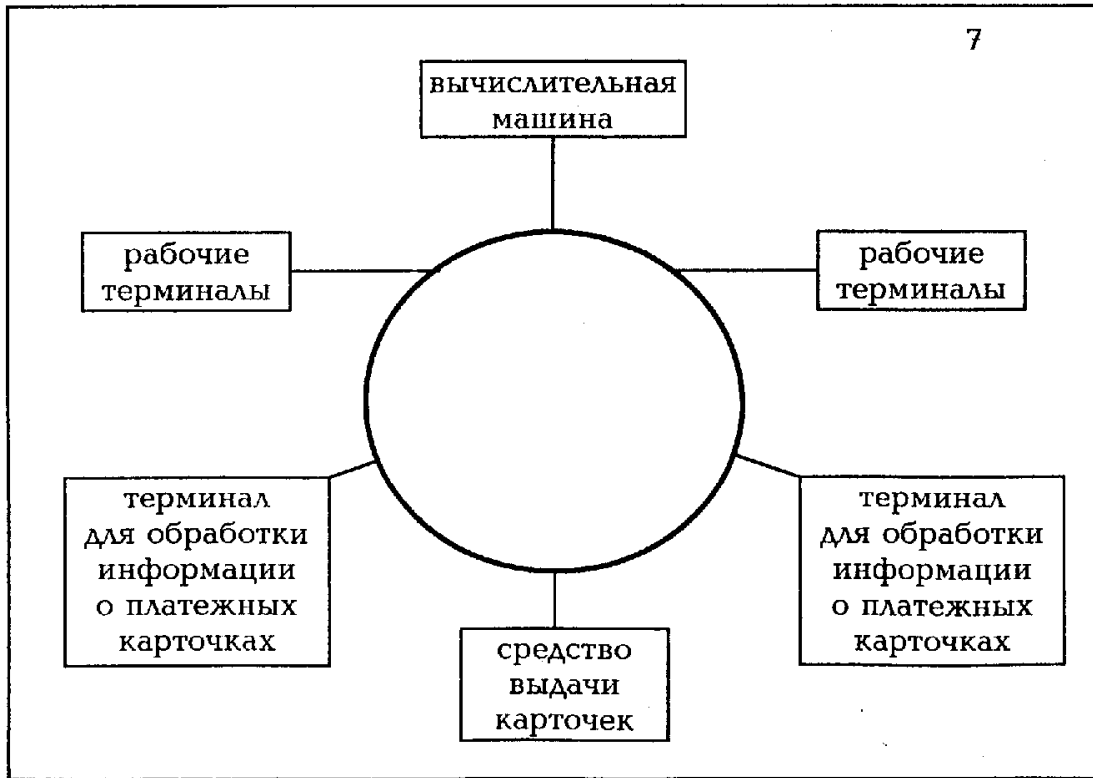 7
вычислительная
машина
рабочие
терминалы
рабочие
терминалы
терминал
для обработки
информации
о платежных
карточках
терминал
для обработки
информации
о платежных
карточках
средство
выдачи
карточек